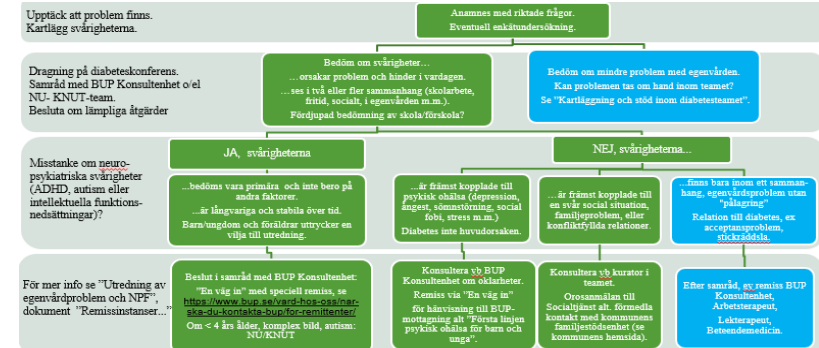 Upptäck att problem finns.
Kartlägg svårigheterna.
Anamnes med riktade frågor.
Eventuell enkätundersökning.
Dragning på diabeteskonferens.
Samråd med BUP Konsultenhet o/el
NU- KNUT-team.
Besluta om lämpliga åtgärder
Bedöm om svårigheter…
…orsakar problem och hinder i vardagen.
…ses i två eller fler sammanhang (skolarbete,
fritid, socialt, i egenvården m.m.).
Fördjupad bedömning av skola/förskola?
Bedöm om mindre problem med egenvården.
Kan problemen tas om hand inom teamet?
Se "Kartläggning och stöd inom diabetesteamet".
Misstanke om neuro-
psykiatriska svårigheter
(ADHD, autism eller
intellektuella funktions-
nedsättningar)?
JA, svårigheterna
NEJ, svårigheterna…
…bedöms vara primära och inte bero på
andra faktorer.
…är långvariga och stabila över tid.
Barn/ungdom och föräldrar uttrycker en
vilja till utredning.
…är främst kopplade till
psykisk ohälsa (depression,
ångest, sömnstörning, social
fobi, stress m.m.)
Diabetes inte huvudorsaken.
…är främst kopplade till
en svår social situation,
familjeproblem, eller
konfliktfyllda relationer.
…finns bara inom ett samman-
hang, egenvårdsproblem utan
"pålagring"
Relation till diabetes, ex
acceptansproblem,
stickräddsla.
För mer info se "Utredning av
egenvårdproblem och NPF",
dokument "Remissinstanser..."
Beslut i samråd med BUP Konsultenhet:
"En väg in" med speciell remiss, se
https://www.bup.se/vard-hos-oss/nar-
ska-du-kontakta-bup/for-remittenter/
Om < 4 års ålder, komplex bild, autism:
NU/KNUT
Konsultera vb BUP
Konsultenhet om oklarheter.
Remiss via "En väg in"
för hänvisning till BUP-
mottagning alt "Första linjen
psykisk ohälsa för barn och
unga".
Konsultera vb kurator i
teamet.
Orosanmälan till
Socialtjänst alt. förmedla
kontakt med kommunens
familjestödsenhet (se
kommunens hemsida).
Efter samråd, ev remiss BUP
Konsultenhet,
Arbetsterapeut,
Lekterapeut,
Beteendemedicin.